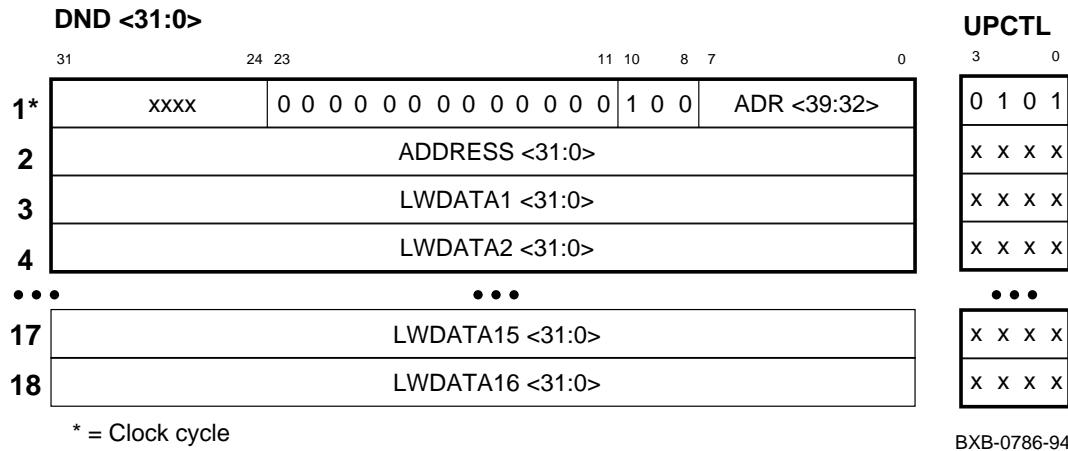 DND <31:0> UPCTL
31 24 23 11 10 8 7 0 3 0
1* xxxx 0 0 0 0 0 0 0 0 0 0 0 0 0 1 0 0 ADR <39:32> 0 1 0 1
2 ADDRESS <31:0> x x x x
3 LWDATA1 <31:0> x x x x
4 LWDATA2 <31:0> x x x x
••• ••• •••
17 LWDATA15 <31:0> x x x x
18 LWDATA16 <31:0> x x x x
* = Clock cycle
BXB-0786-94